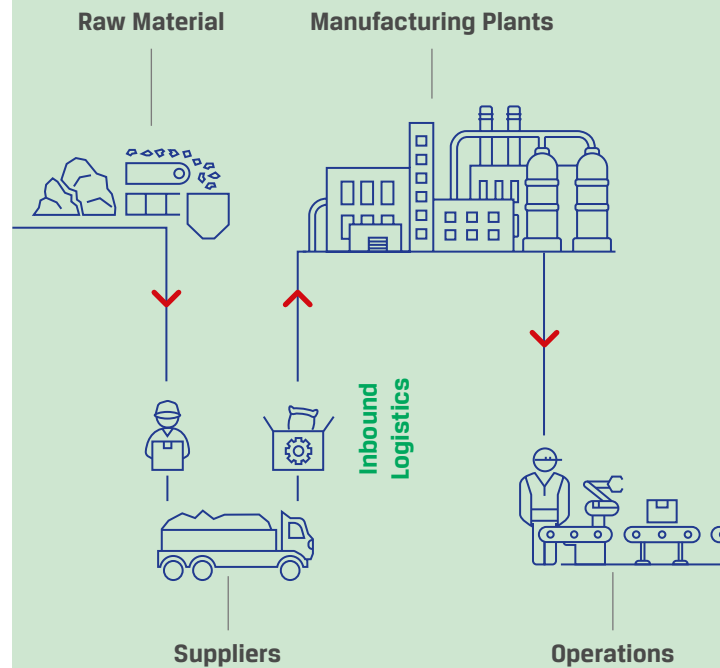 Raw Material
Manufacturing Plants
Inbound
Logistics
Suppliers
Operations